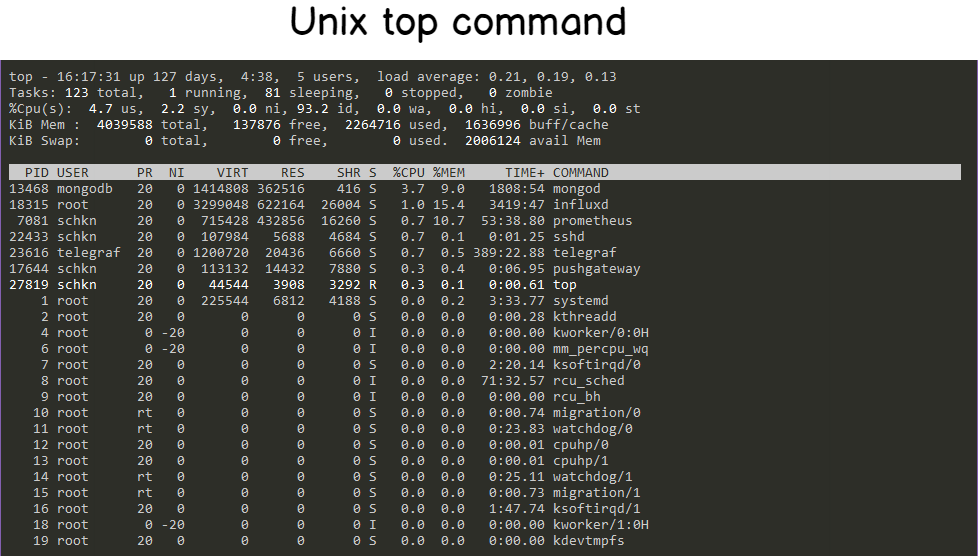 Unix top command
top - 16:17:31 up 127 days,  4:38,  5 users,  load average: 0.21, 0.19, 0.13
Tasks: 123 total,   1 running,  81 sleeping,   0 stopped,   0 zombie
%Cpu(s):  4.7 us,  2.2 sy,  0.0 ni, 93.2 id,  0.0 wa,  0.0 hi,  0.0 si,  0.0 st
KiB Mem :  4039588 total,   137876 free,  2264716 used,  1636996 buff/cache
KiB Swap:        0 total,        0 free,        0 used.  2006124 avail Mem
  PID USER      PR  NI    VIRT    RES    SHR S  %CPU %MEM     TIME+ COMMAND
13468 mongodb   20   0 1414808 362516    416 S   3.7  9.0   1808:54 mongod
18315 root      20   0 3299048 622164  26004 S   1.0 15.4   3419:47 influxd
 7081 schkn     20   0  715428 432856  16260 S   0.7 10.7  53:38.80 prometheus
22433 schkn     20   0  107984   5688   4684 S   0.7  0.1   0:01.25 sshd
23616 telegraf  20   0 1200720  20436   6660 S   0.7  0.5 389:22.88 telegraf
17644 schkn     20   0  113132  14432   7880 S   0.3  0.4   0:06.95 pushgateway
27819 schkn     20   0   44544   3908   3292 R   0.3  0.1   0:00.61 top
    1 root      20   0  225544   6812   4188 S   0.0  0.2   3:33.77 systemd
    2 root      20   0       0      0      0 S   0.0  0.0   0:00.28 kthreadd
    4 root       0 -20       0      0      0 I   0.0  0.0   0:00.00 kworker/0:0H
    6 root       0 -20       0      0      0 I   0.0  0.0   0:00.00 mm_percpu_wq
    7 root      20   0       0      0      0 S   0.0  0.0   2:20.14 ksoftirqd/0
    8 root      20   0       0      0      0 I   0.0  0.0  71:32.57 rcu_sched
    9 root      20   0       0      0      0 I   0.0  0.0   0:00.00 rcu_bh
   10 root      rt   0       0      0      0 S   0.0  0.0   0:00.74 migration/0
   11 root      rt   0       0      0      0 S   0.0  0.0   0:23.83 watchdog/0
   12 root      20   0       0      0      0 S   0.0  0.0   0:00.01 cpuhp/0
   13 root      20   0       0      0      0 S   0.0  0.0   0:00.01 cpuhp/1
   14 root      rt   0       0      0      0 S   0.0  0.0   0:25.11 watchdog/1
   15 root      rt   0       0      0      0 S   0.0  0.0   0:00.73 migration/1
   16 root      20   0       0      0      0 S   0.0  0.0   1:47.74 ksoftirqd/1
   18 root       0 -20       0      0      0 I   0.0  0.0   0:00.00 kworker/1:0H
   19 root      20   0       0      0      0 S   0.0  0.0   0:00.00 kdevtmpfs